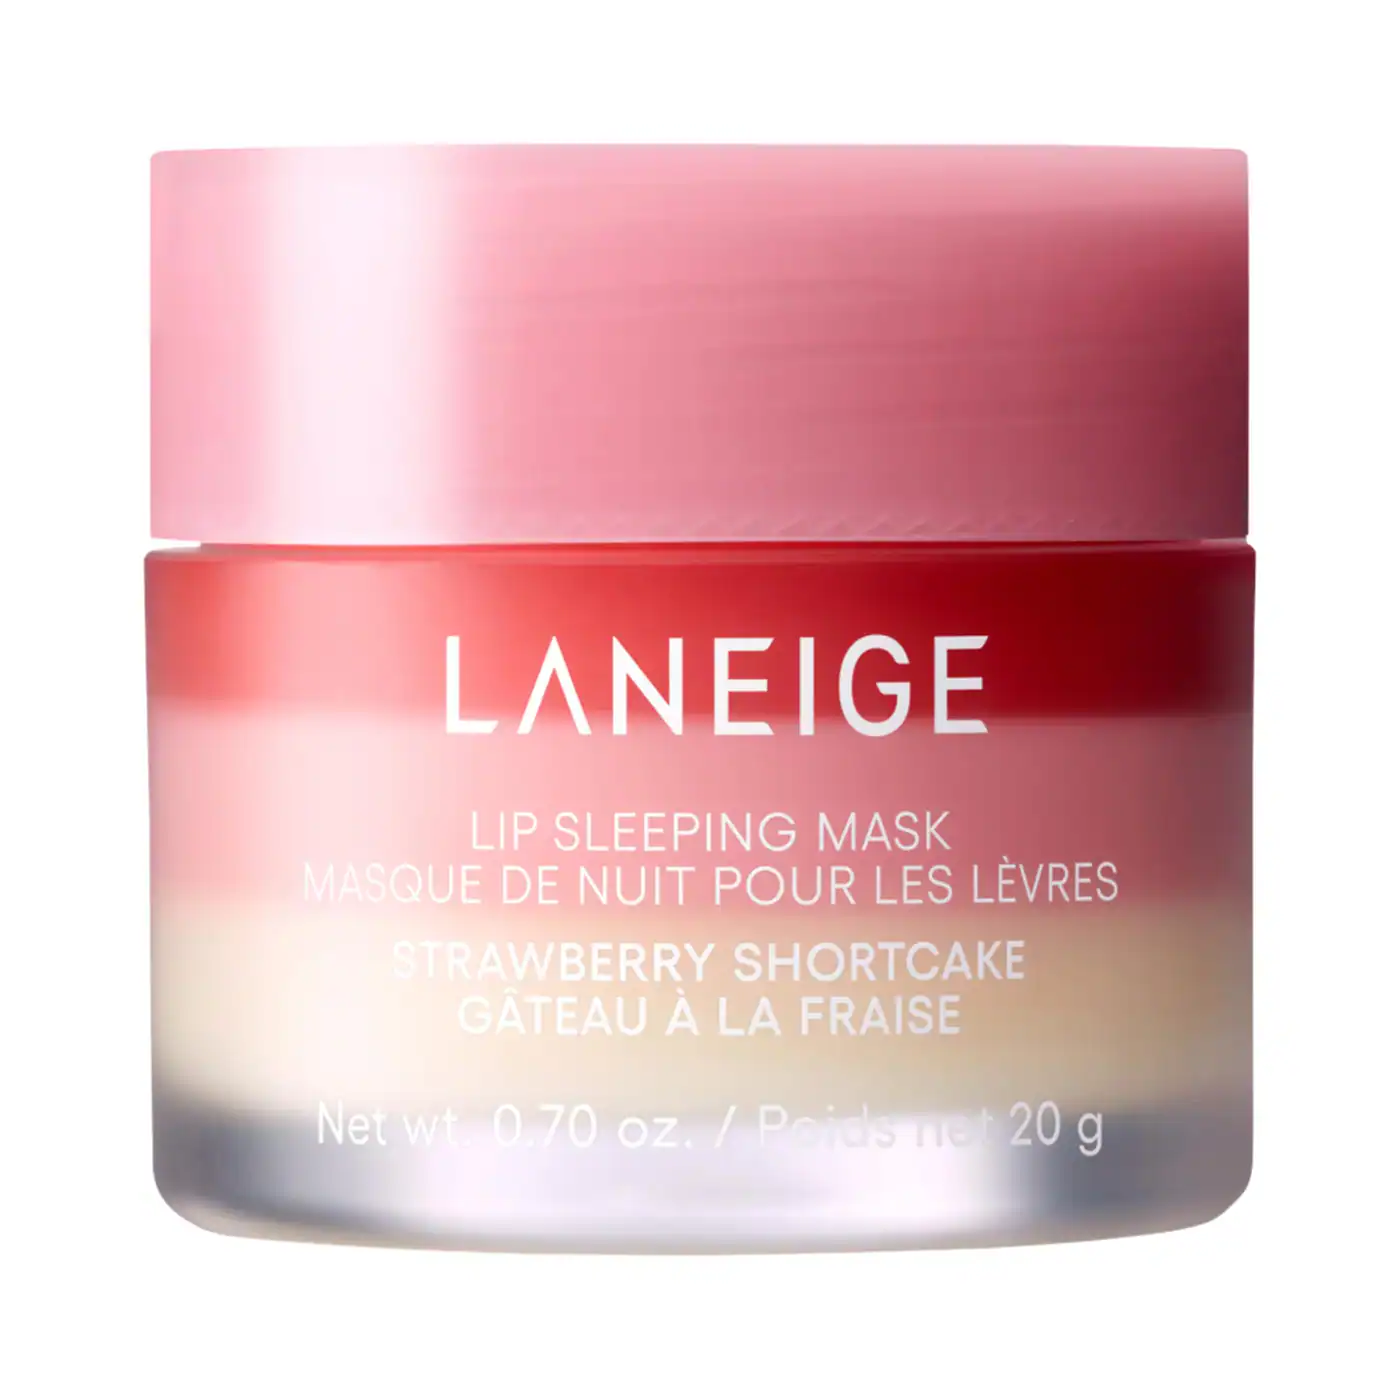 LANEIGE
LIP SLEEPING MASK
MASQUE DE NUIT POUR LES LÈVRES
STRAWBERRY SHORTCAKE
GÂTEAU À LA FRAISE
Net wt. 0.70 oz. / Poids net 20 g